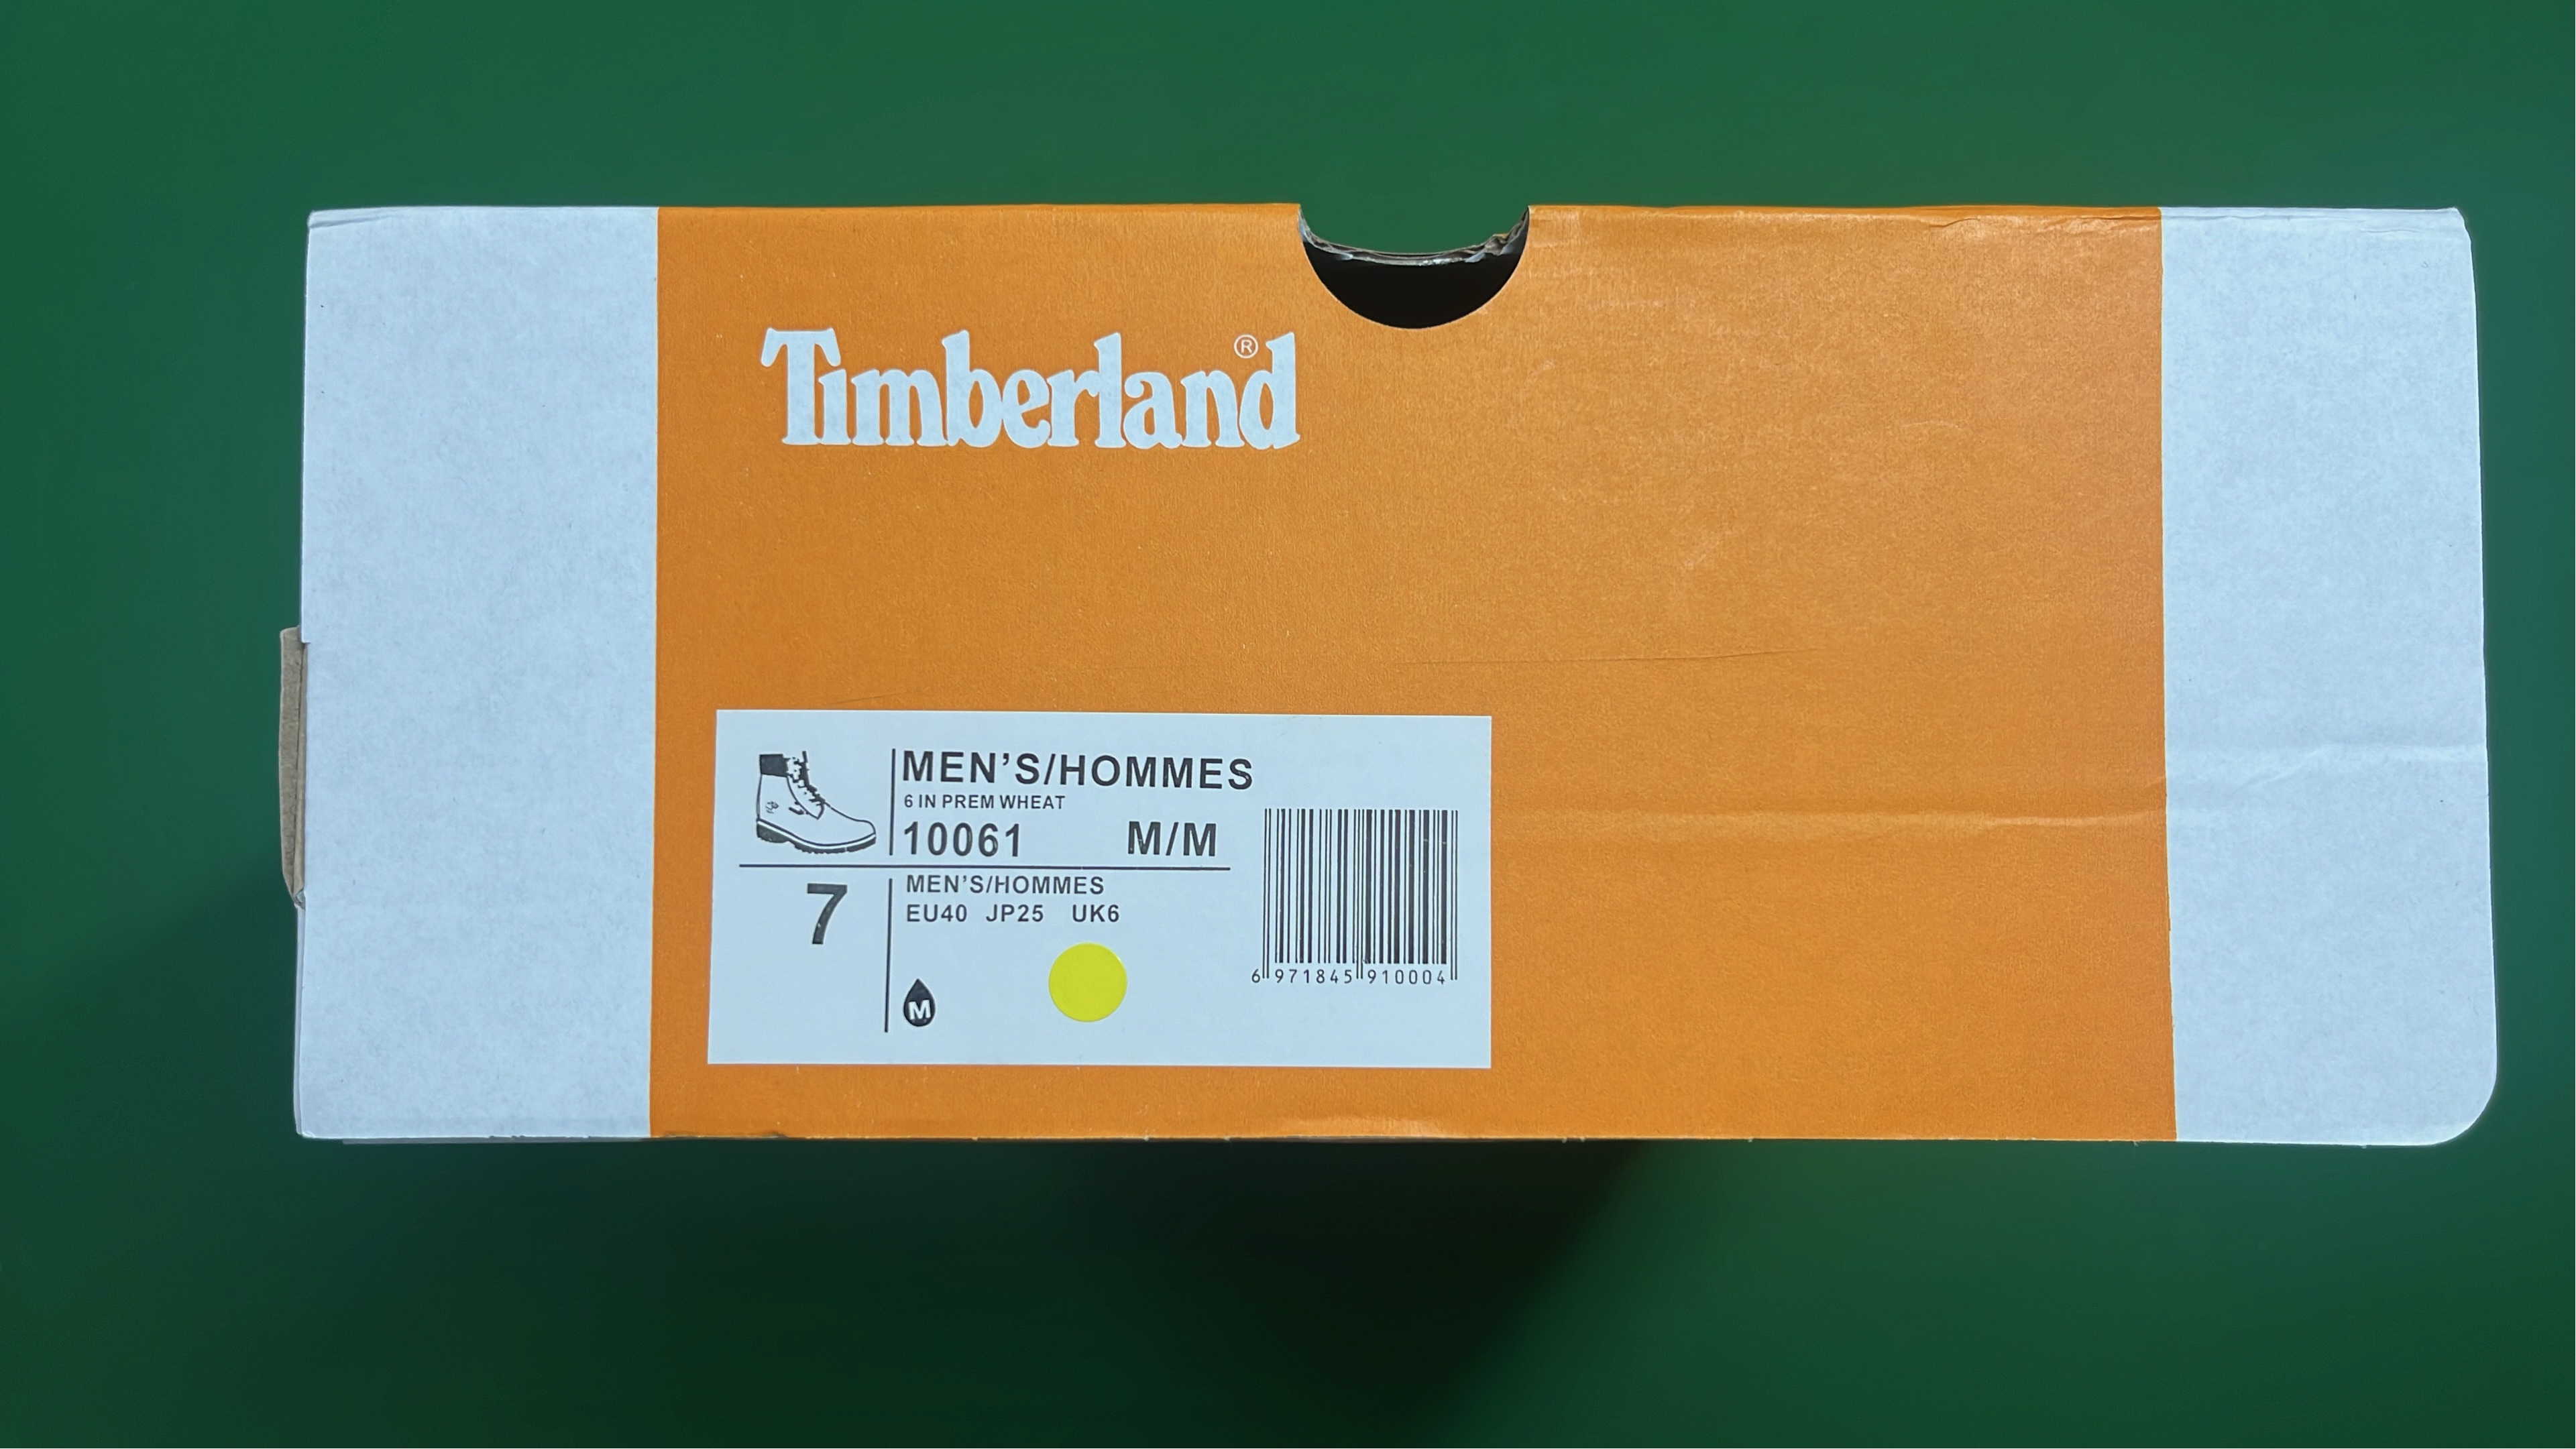 Timberland®
MEN'S/HOMMES
6 IN PREM WHEAT
10061 M/M
7
MEN'S/HOMMES
EU40 JP25 UK6
M
6 971845 910004